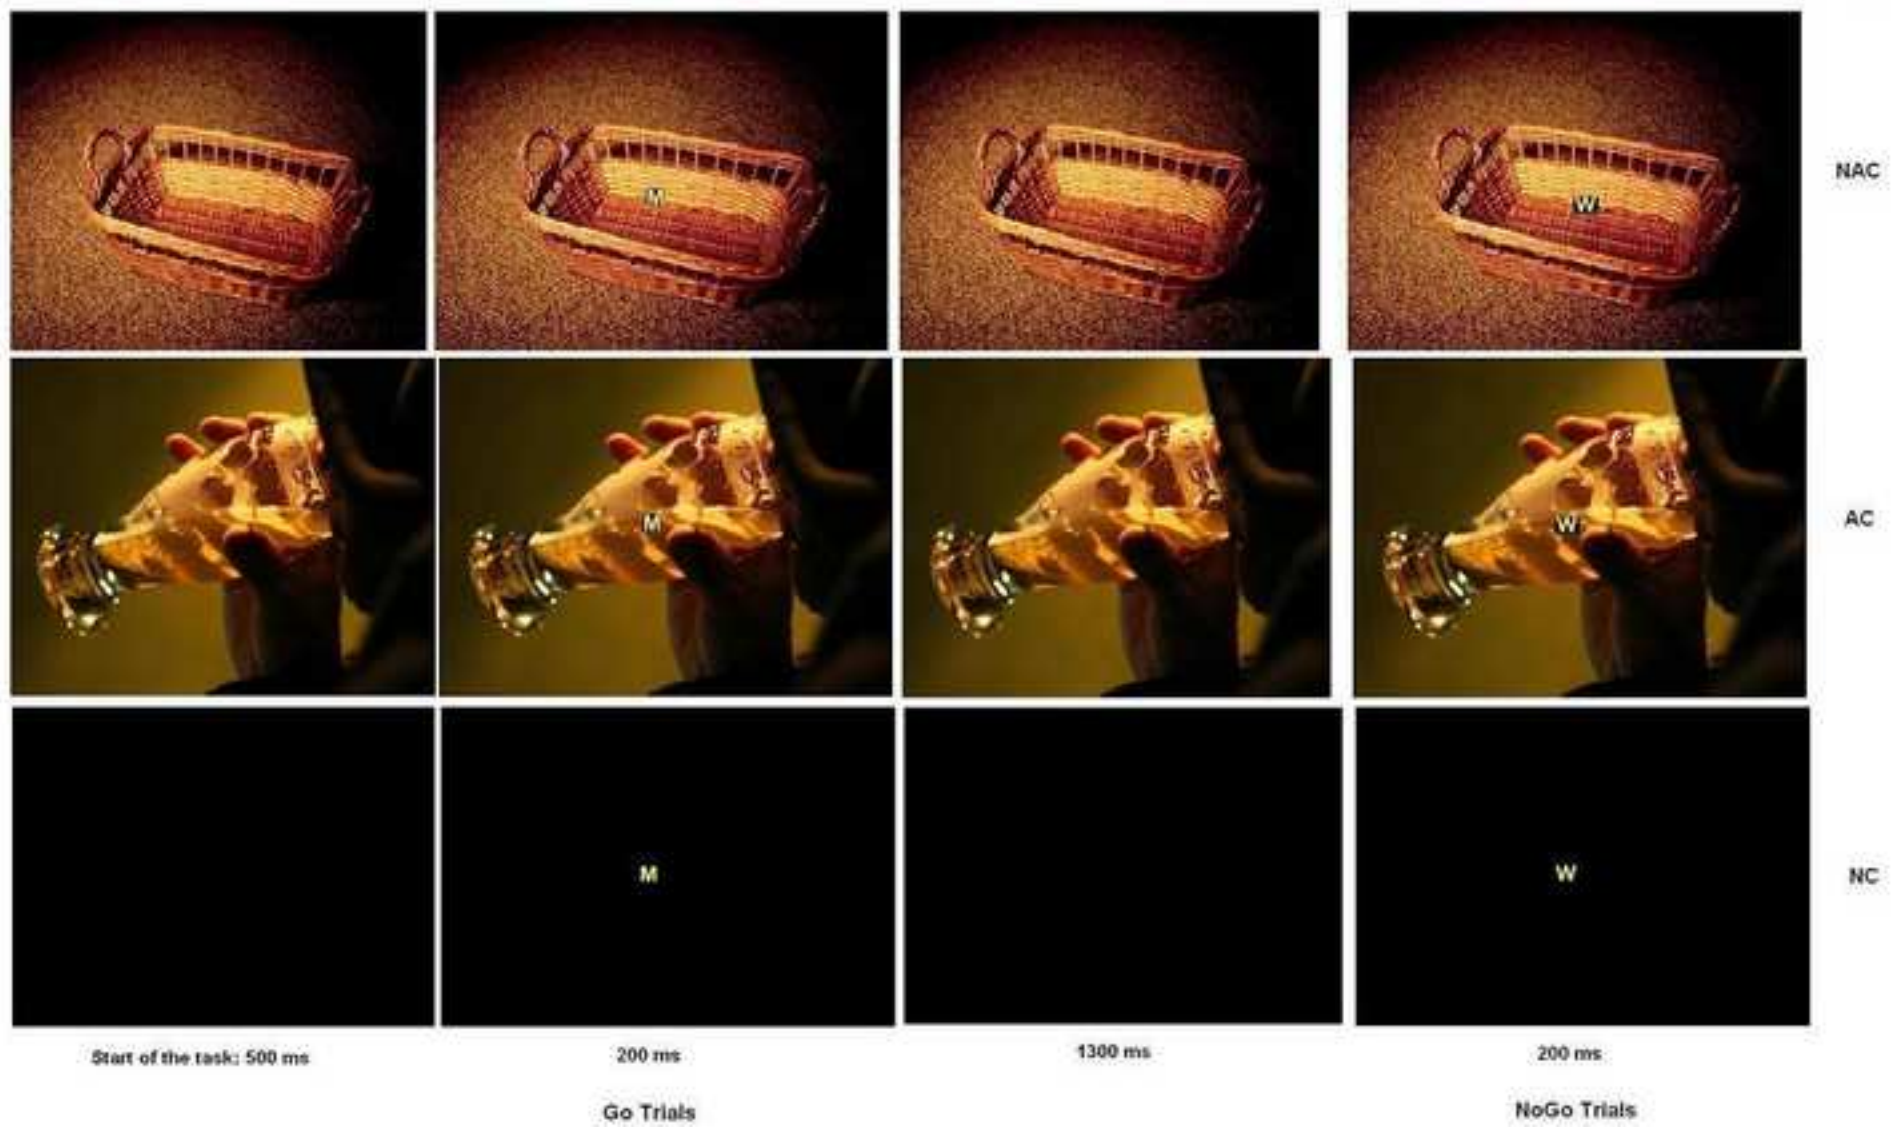 M
W
NAC
M
W
AC
M
W
NC
Start of the task: 500 ms
200 ms
1300 ms
200 ms
Go Trials
NoGo Trials